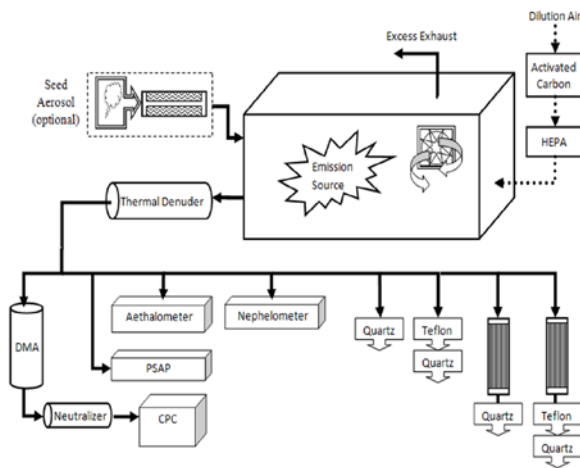 Dilution Air
Excess Exhaust
Activated
Carbon
HEPA
Seed
Aerosol
(optional)
Emission
Source
Thermal Denuder
Aethalometer
Nephelometer
Quartz
Teflon
Quartz
DMA
PSAP
Neutralizer
CPC
Quartz
Teflon
Quartz